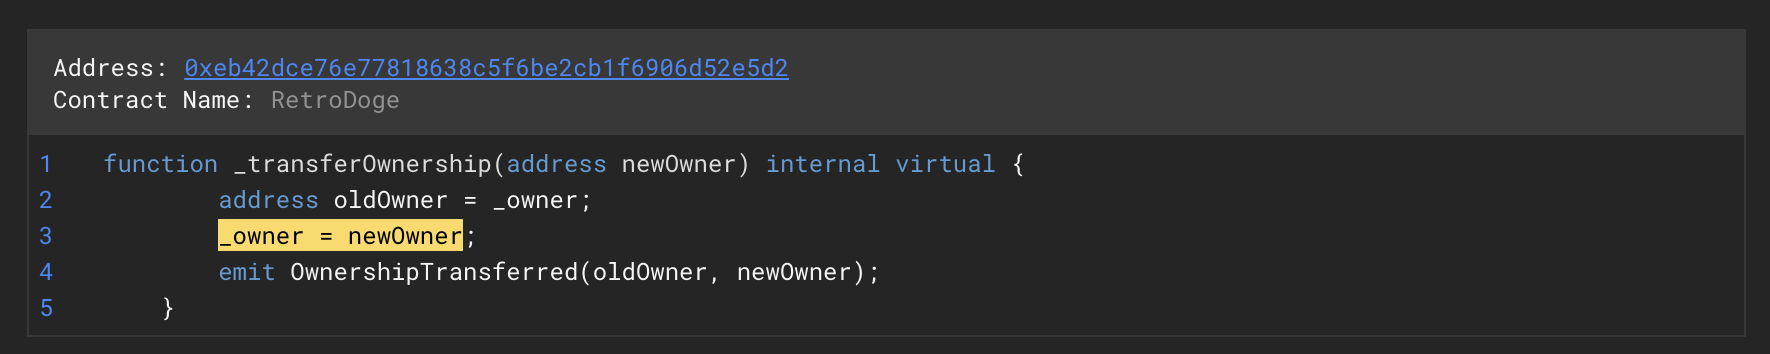 Address: 0xeb42dce76e77818638c5f6be2cb1f6906d52e5d2
Contract Name: RetroDoge
1 function _transferOwnership(address newOwner) internal virtual {
2 address oldOwner = _owner;
3 _owner = newOwner;
4 emit OwnershipTransferred(oldOwner, newOwner);
5 }